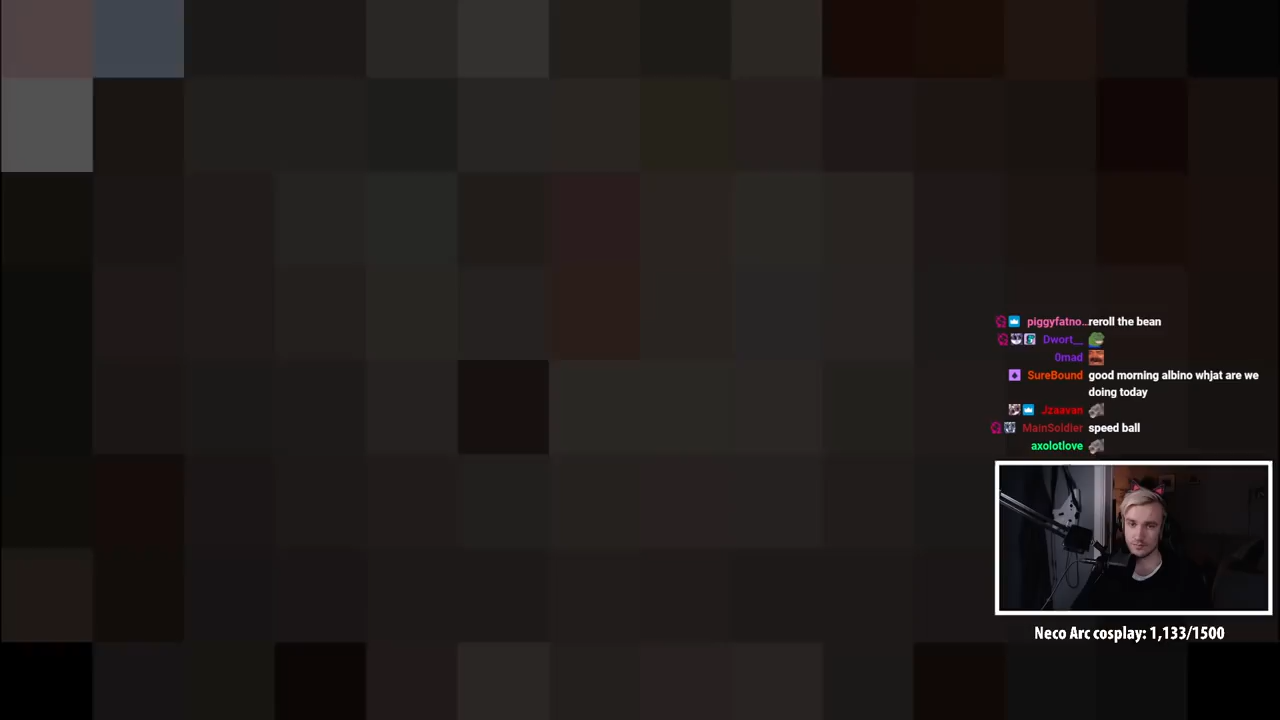 piggyfatno...reroll the bean
Dwort__
0mad
SureBound good morning albino whjat are we
doing today
Jzaavan
MainSoldier speed ball
axolotlove
Neco Arc cosplay: 1,133/1500